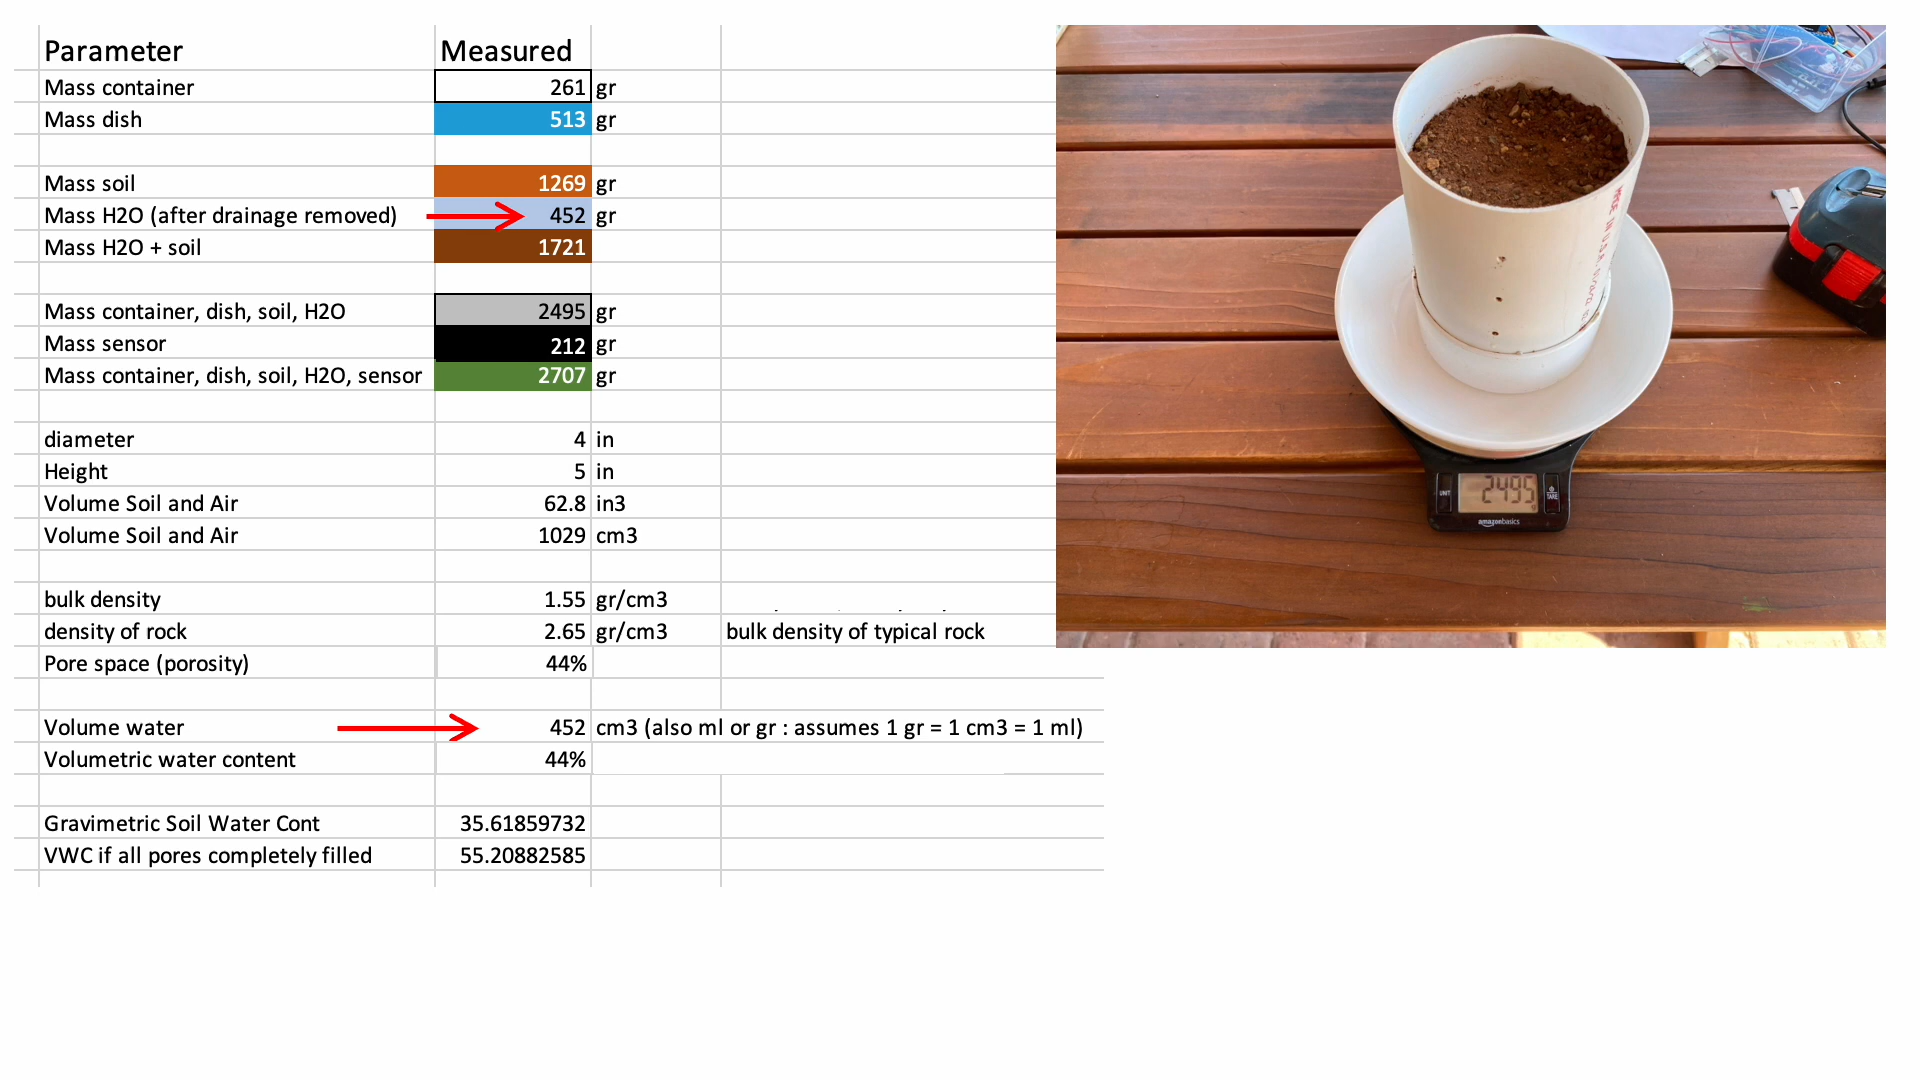 Parameter Measured
Mass container 261 gr
Mass dish 513 gr
Mass soil 1269 gr
Mass H2O (after drainage removed) 452 gr
Mass H2O + soil 1721
Mass container, dish, soil, H2O 2495 gr
Mass sensor 212 gr
Mass container, dish, soil, H2O, sensor 2707 gr
diameter 4 in
Height 5 in
Volume Soil and Air 62.8 in3
Volume Soil and Air 1029 cm3
bulk density 1.55 gr/cm3
density of rock 2.65 gr/cm3 bulk density of typical rock
Pore space (porosity) 44%
Volume water 452 cm3 (also ml or gr : assumes 1 gr = 1 cm3 = 1 ml)
Volumetric water content 44%
Gravimetric Soil Water Cont 35.61859732
VWC if all pores completely filled 55.20882585
MADE IN U.S.A.
UNIT
2495
TARE
amazonbasics